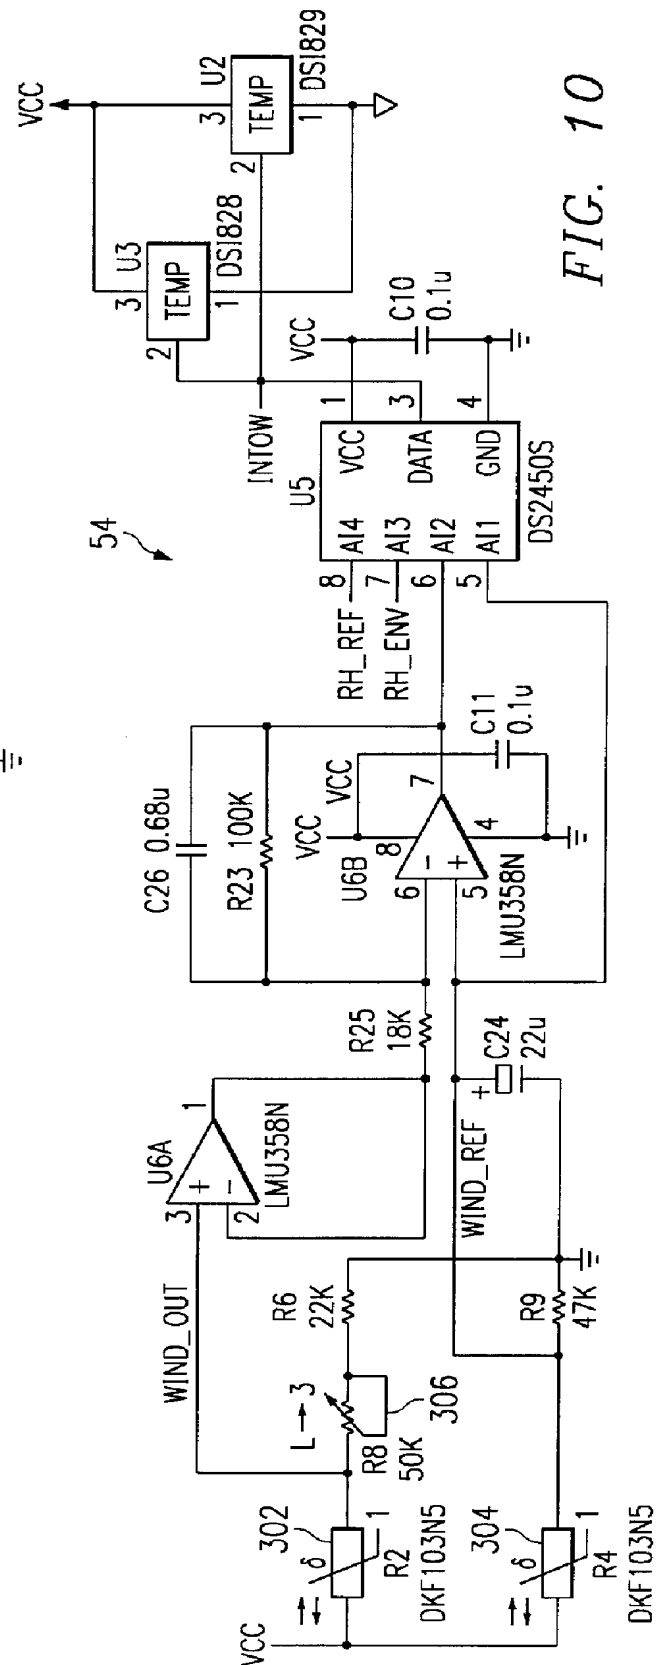 VCC
302
δ
1
R2
DKF103N5
304
δ
1
R4
DKF103N5
WIND_OUT
L → 3
R8
50K
306
R6
22K
R9
47K
3
+
-
2
U6A
1
LMU358N
WIND_REF
R25
18K
+
C24
22u
C26 0.68u
R23 100K
VCC
VCC
U6B
8
6
-
7
+
5
4
LMU358N
C11
0.1u
54
RH_REF
RH_ENV
8
7
6
5
U5
AI4
AI3
AI2
AI1
VCC
DATA
GND
DS2450S
1
3
4
INTOW
VCC
C10
0.1u
U3
3
TEMP
2
1
DS1828
VCC
U2
3
TEMP
2
1
DS1829
FIG. 10